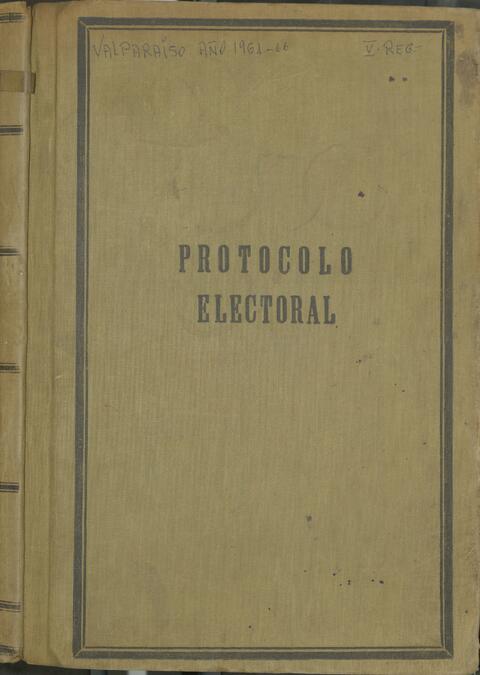 VALPARAÍSO AÑO 1961-66 V. REG-
PROTOCOLO
ELECTORAL